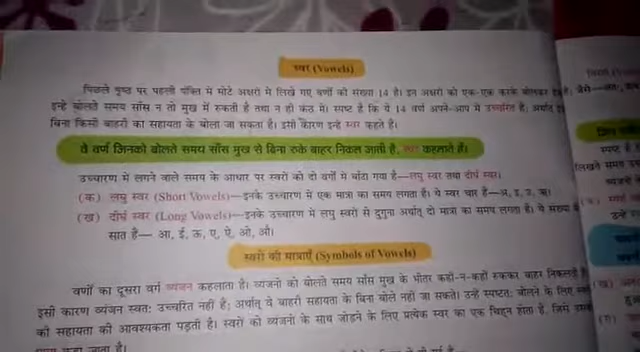 स्वर (Vowels)
पिछले पृष्ठ पर पहली पंक्ति में मोटे अक्षरों में लिखे गए वर्णों की संख्या 14 है। इन अक्षरों को एक-एक करके बोलकर
इन्हें बोलते समय साँस न तो मुख में रुकती है तथा न ही कंठ में। स्पष्ट है कि ये 14 वर्ण अपने-आप में उच्चरित हैं; अर्थात्
बिना किसी बाहरी की सहायता के बोला जा सकता है। इसी कारण इन्हें स्वर कहते हैं।
वे वर्ण जिनको बोलते समय साँस मुख से बिना रुके बाहर निकल आती है, स्वर कहलाते हैं।
उच्चारण में लगने वाले समय के आधार पर स्वरों को दो वर्गों में बाँटा गया है—लघु स्वर तथा दीर्घ स्वर।
(क) लघु स्वर (Short Vowels)—इनके उच्चारण में एक मात्रा का समय लगता है। ये स्वर चार हैं—अ, इ, उ, ऋ।
(ख) दीर्घ स्वर (Long Vowels)—इनके उच्चारण में लघु स्वरों से दुगुना अर्थात् दो मात्रा का समय लगता है। ये संख्या में
सात हैं— आ, ई, ऊ, ए, ऐ, ओ, औ।
स्वरों की मात्राएँ (Symbols of Vowels)
वर्णों का दूसरा वर्ग व्यंजन कहलाता है। व्यंजनों को बोलते समय साँस मुख के भीतर कहीं-न-कहीं रुककर बाहर निकलती है
इसी कारण व्यंजन स्वत: उच्चरित नहीं हैं; अर्थात् ये बाहरी सहायता के बिना बोले नहीं जा सकते। उन्हें स्पष्टत: बोलने के लिए
की सहायता की आवश्यकता पड़ती है। स्वरों को व्यंजनों के साथ जोड़ने के लिए प्रत्येक स्वर का एक चिह्न होता है, जिसे
कहा जाता है।